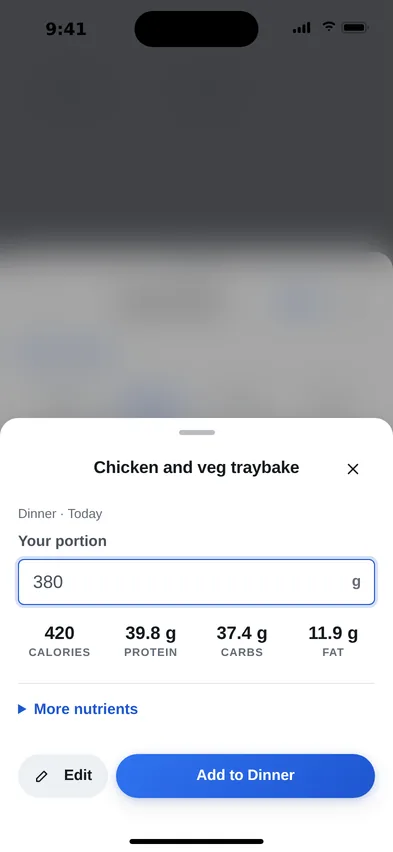 9:41
Chicken and veg traybake
Dinner · Today
Your portion
380 g
420 39.8 g 37.4 g 11.9 g
CALORIES PROTEIN CARBS FAT
More nutrients
Edit Add to Dinner